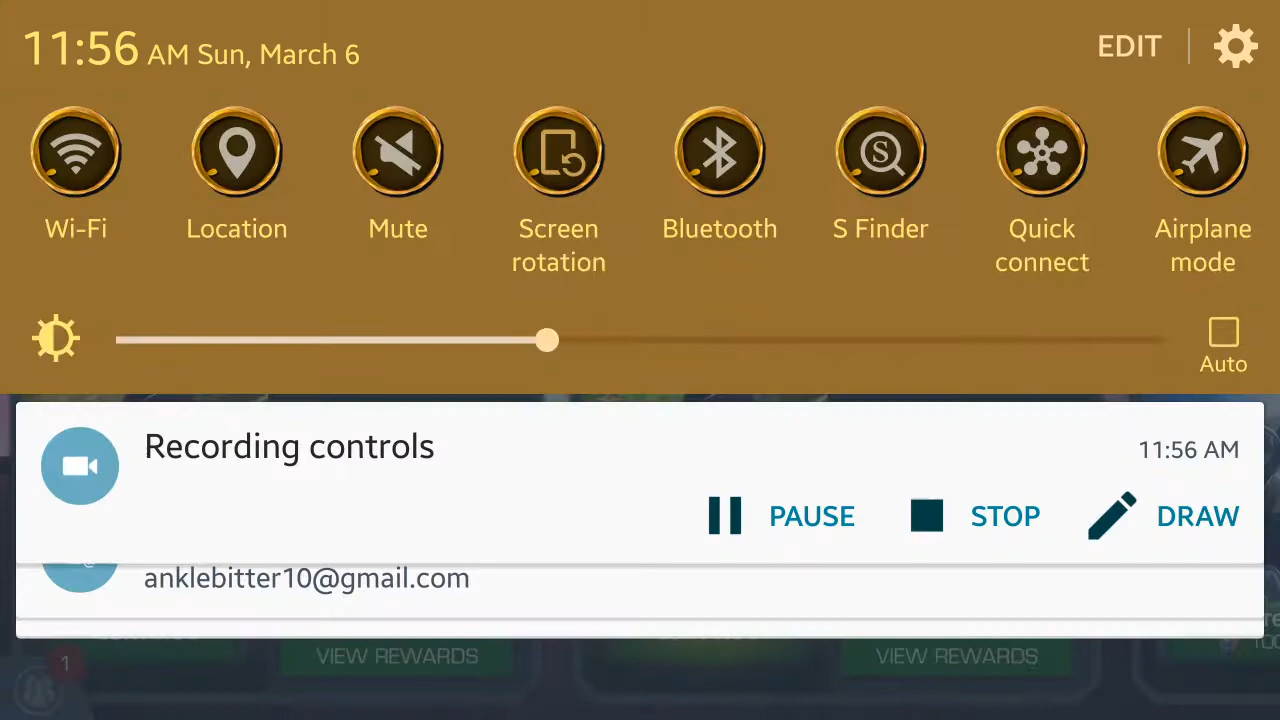 11:56 AM Sun, March 6
EDIT
Wi-Fi
Location
Mute
Screen
rotation
Bluetooth
S Finder
Quick
connect
Airplane
mode
Auto
Recording controls
11:56 AM
PAUSE
STOP
DRAW
anklebitter10@gmail.com
VIEW REWARDS
VIEW REWARDS
1